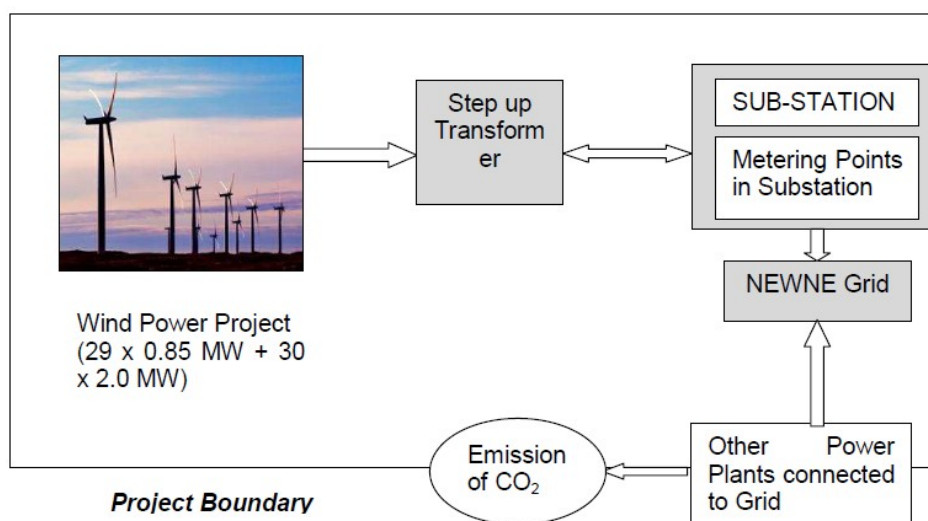 Step up
Transform
er
SUB-STATION
Metering Points
in Substation
NEWNE Grid
Wind Power Project
(29 x 0.85 MW + 30
x 2.0 MW)
Emission
of CO₂
Other Power
Plants connected
to Grid
Project Boundary